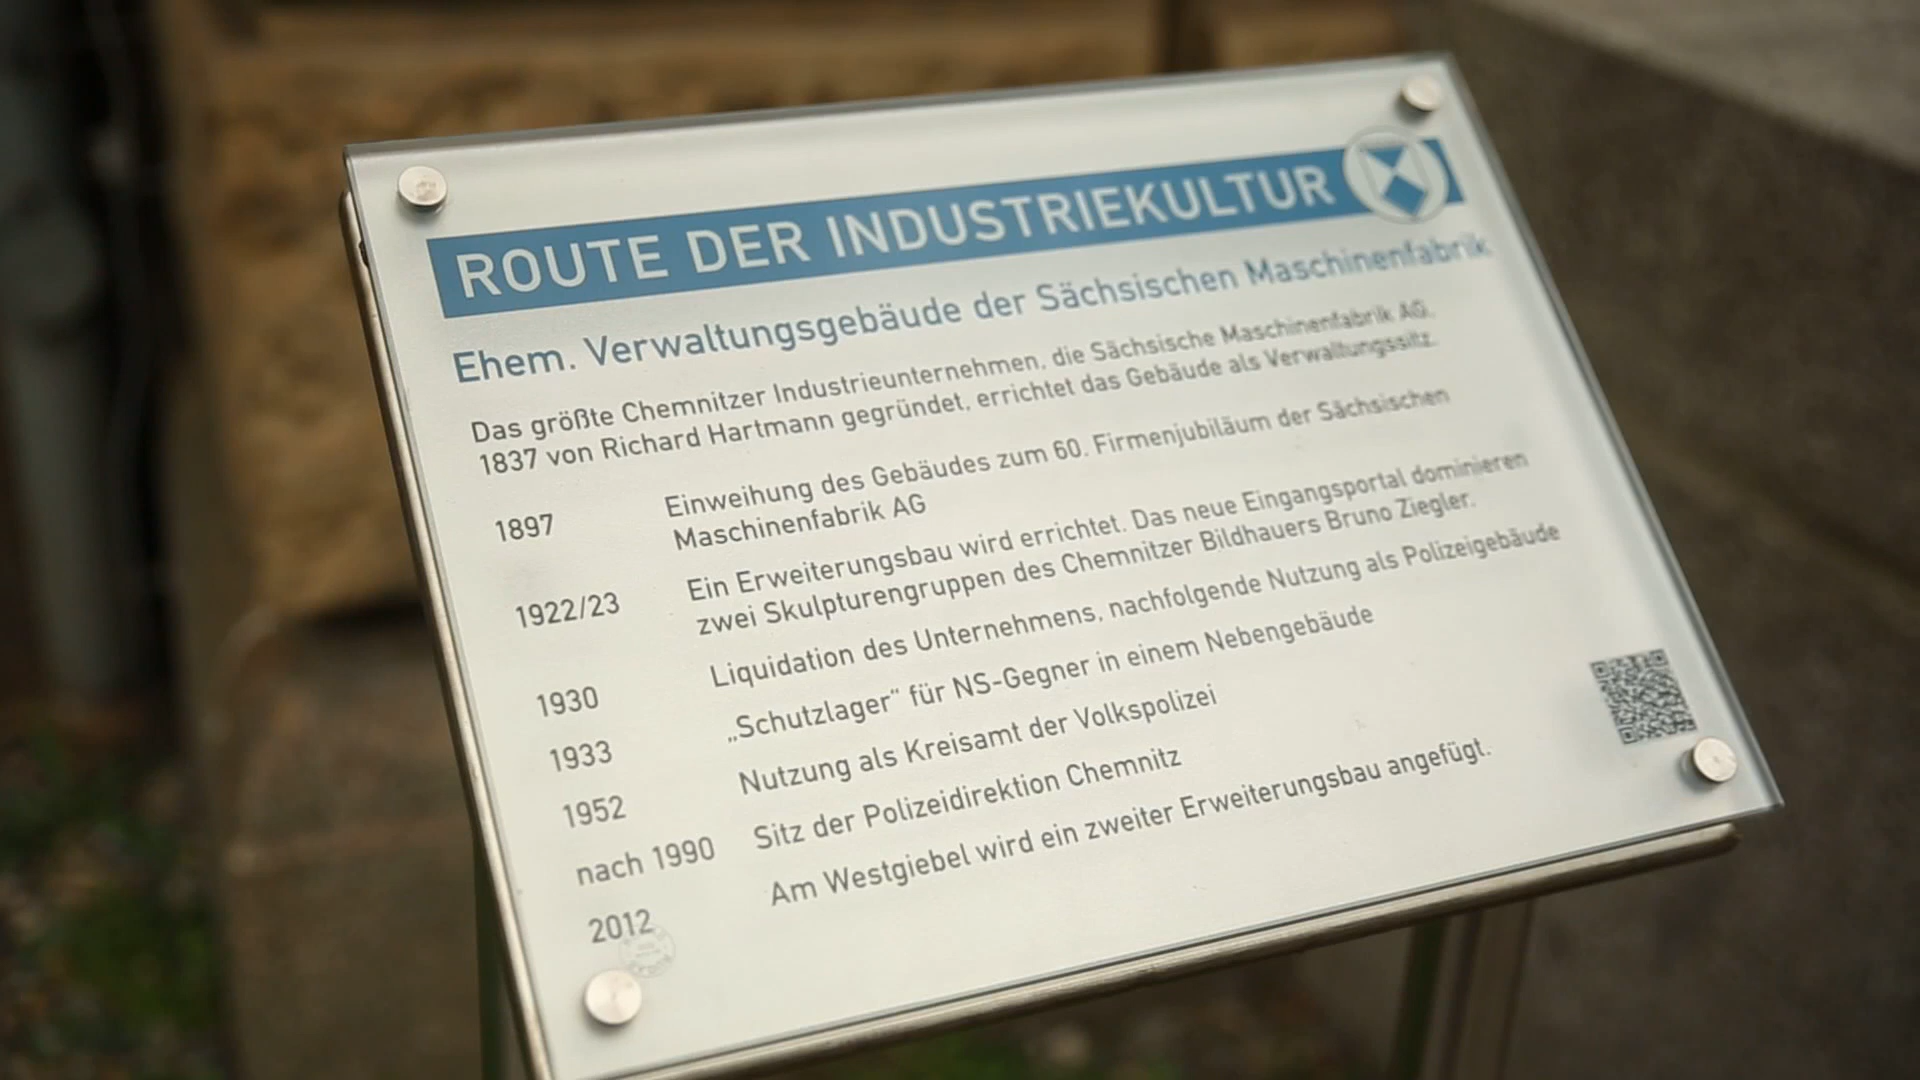 ROUTE DER INDUSTRIEKULTUR
Ehem. Verwaltungsgebäude der Sächsischen Maschinenfabrik
Das größte Chemnitzer Industrieunternehmen, die Sächsische Maschinenfabrik AG,
1837 von Richard Hartmann gegründet, errichtet das Gebäude als Verwaltungssitz.
1897 Einweihung des Gebäudes zum 60. Firmenjubiläum der Sächsischen
Maschinenfabrik AG
1922/23 Ein Erweiterungsbau wird errichtet. Das neue Eingangsportal dominieren
zwei Skulpturengruppen des Chemnitzer Bildhauers Bruno Ziegler.
1930 Liquidation des Unternehmens, nachfolgende Nutzung als Polizeigebäude
1933 „Schutzlager“ für NS-Gegner in einem Nebengebäude
1952 Nutzung als Kreisamt der Volkspolizei
nach 1990 Sitz der Polizeidirektion Chemnitz
2012 Am Westgiebel wird ein zweiter Erweiterungsbau angefügt.